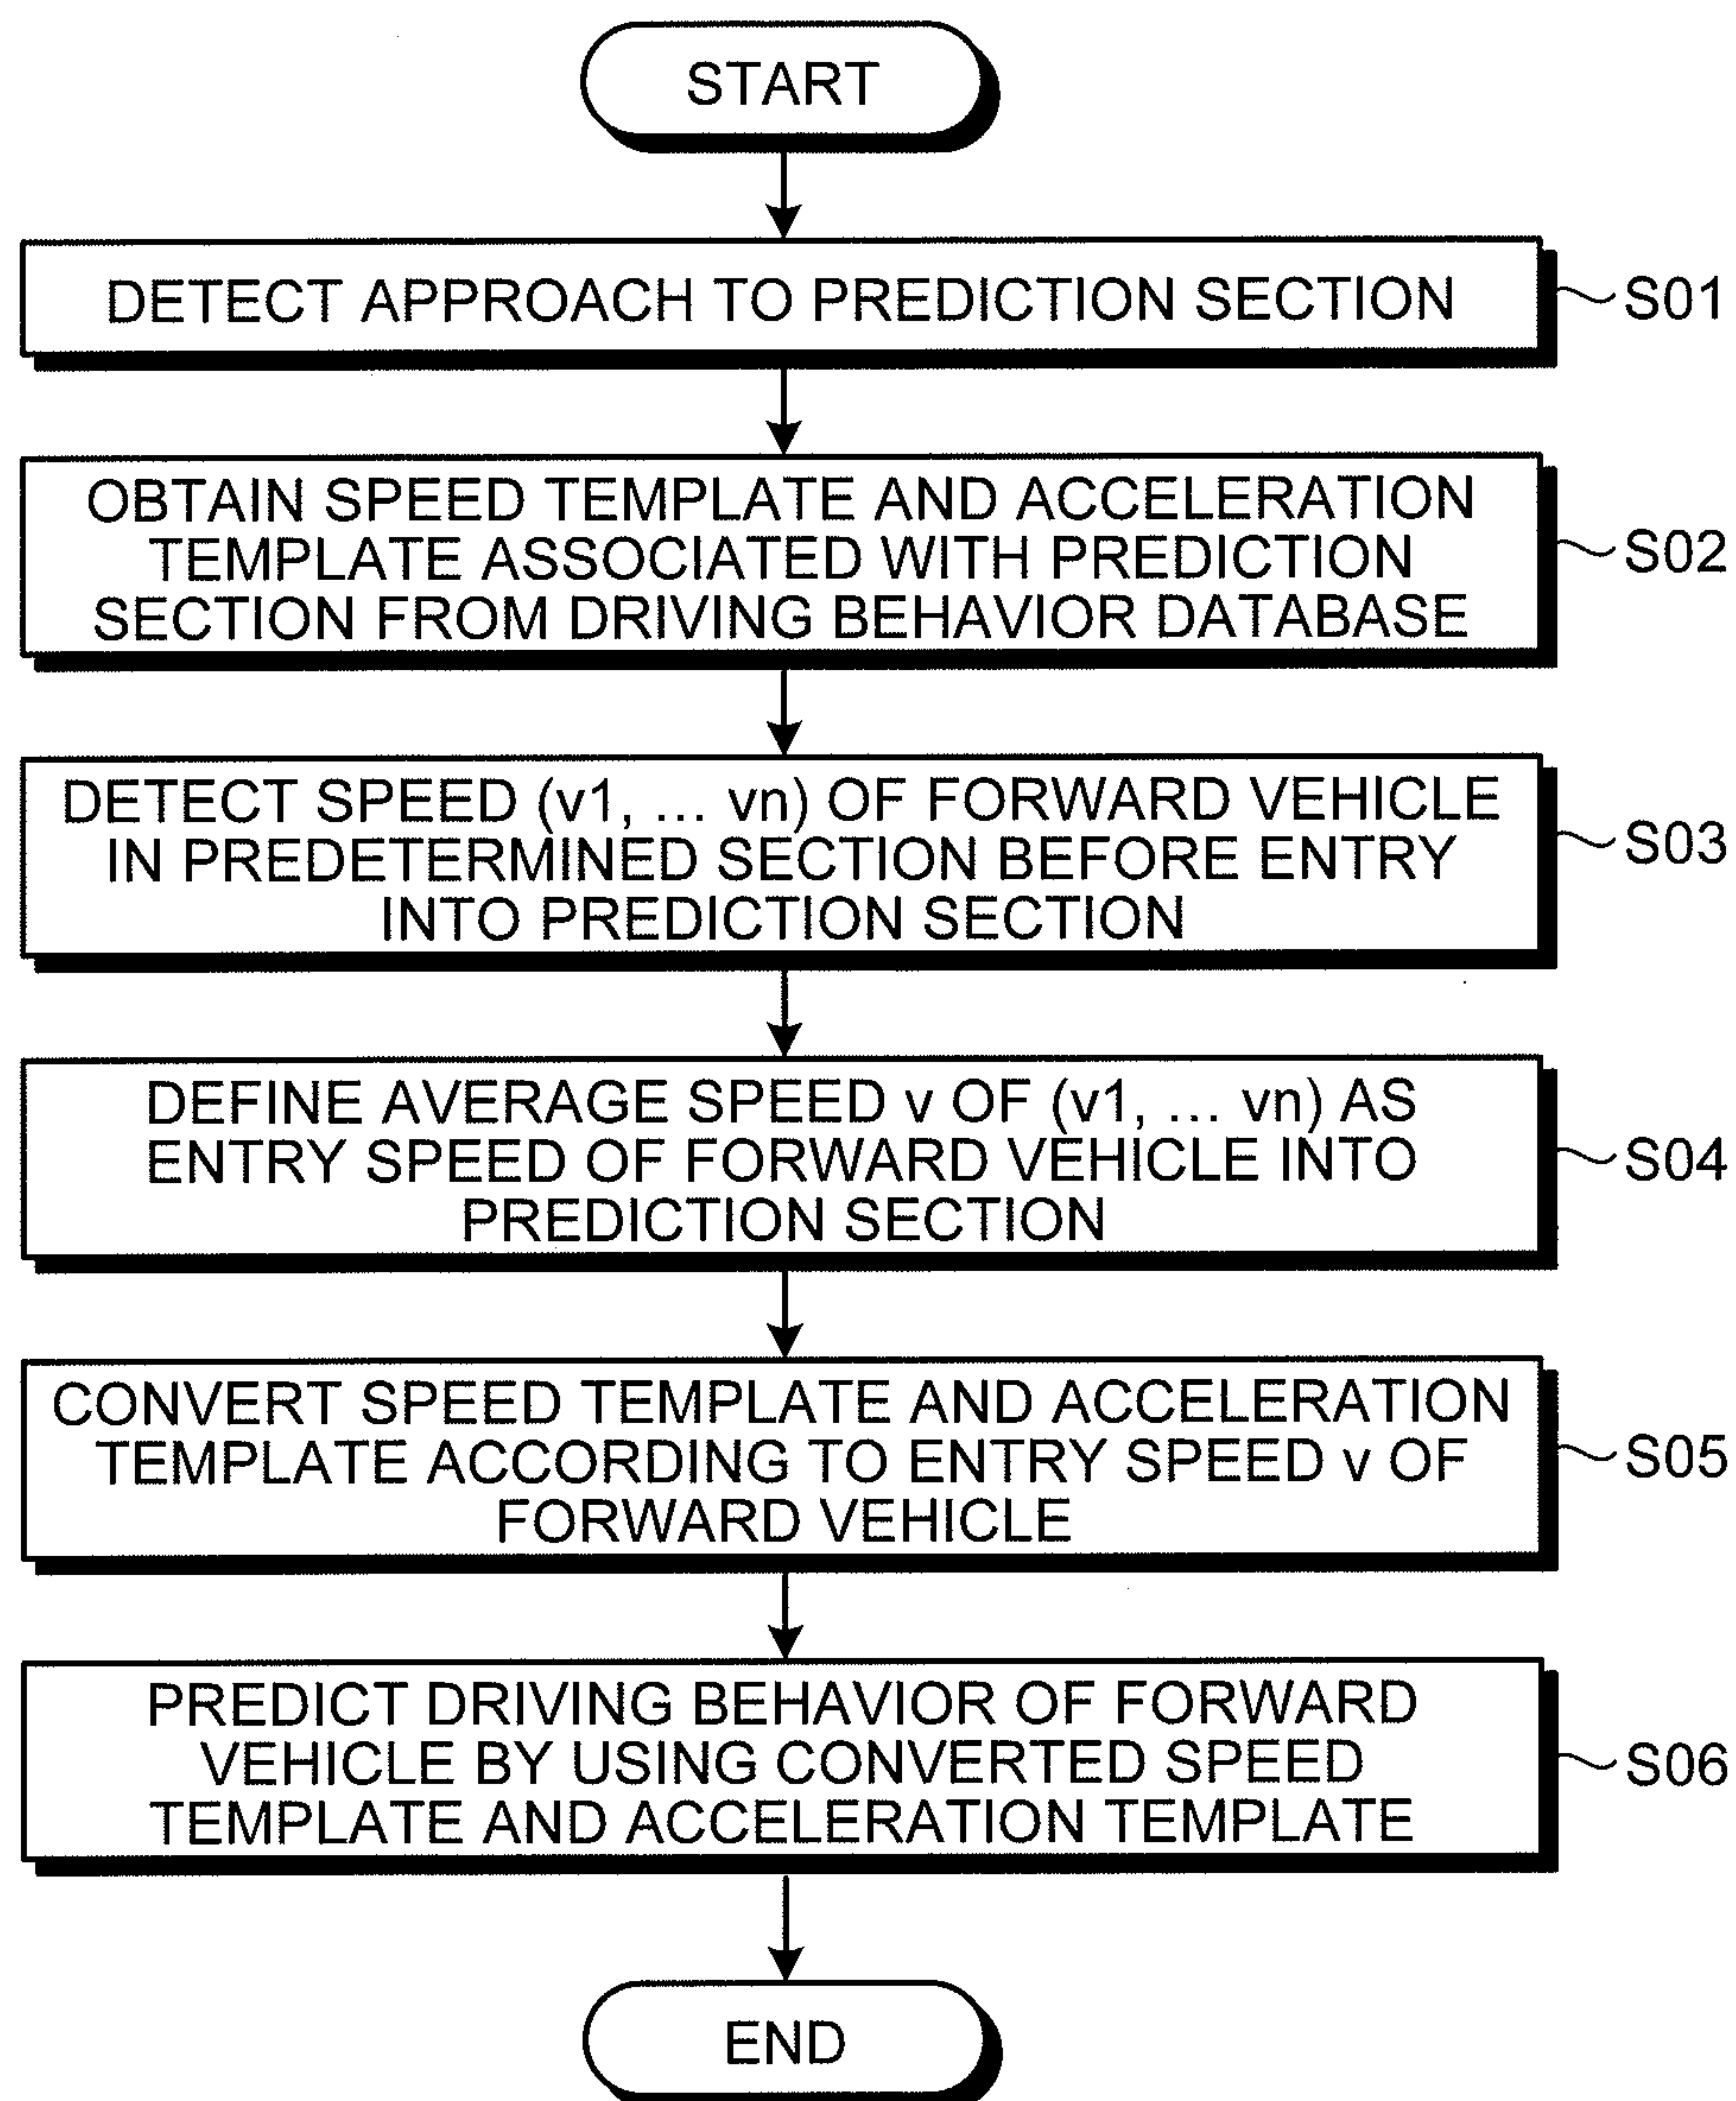 START
DETECT APPROACH TO PREDICTION SECTION
S01
OBTAIN SPEED TEMPLATE AND ACCELERATION
TEMPLATE ASSOCIATED WITH PREDICTION
SECTION FROM DRIVING BEHAVIOR DATABASE
S02
DETECT SPEED (v1, ... vn) OF FORWARD VEHICLE
IN PREDETERMINED SECTION BEFORE ENTRY
INTO PREDICTION SECTION
S03
DEFINE AVERAGE SPEED v OF (v1, ... vn) AS
ENTRY SPEED OF FORWARD VEHICLE INTO
PREDICTION SECTION
S04
CONVERT SPEED TEMPLATE AND ACCELERATION
TEMPLATE ACCORDING TO ENTRY SPEED v OF
FORWARD VEHICLE
S05
PREDICT DRIVING BEHAVIOR OF FORWARD
VEHICLE BY USING CONVERTED SPEED
TEMPLATE AND ACCELERATION TEMPLATE
S06
END